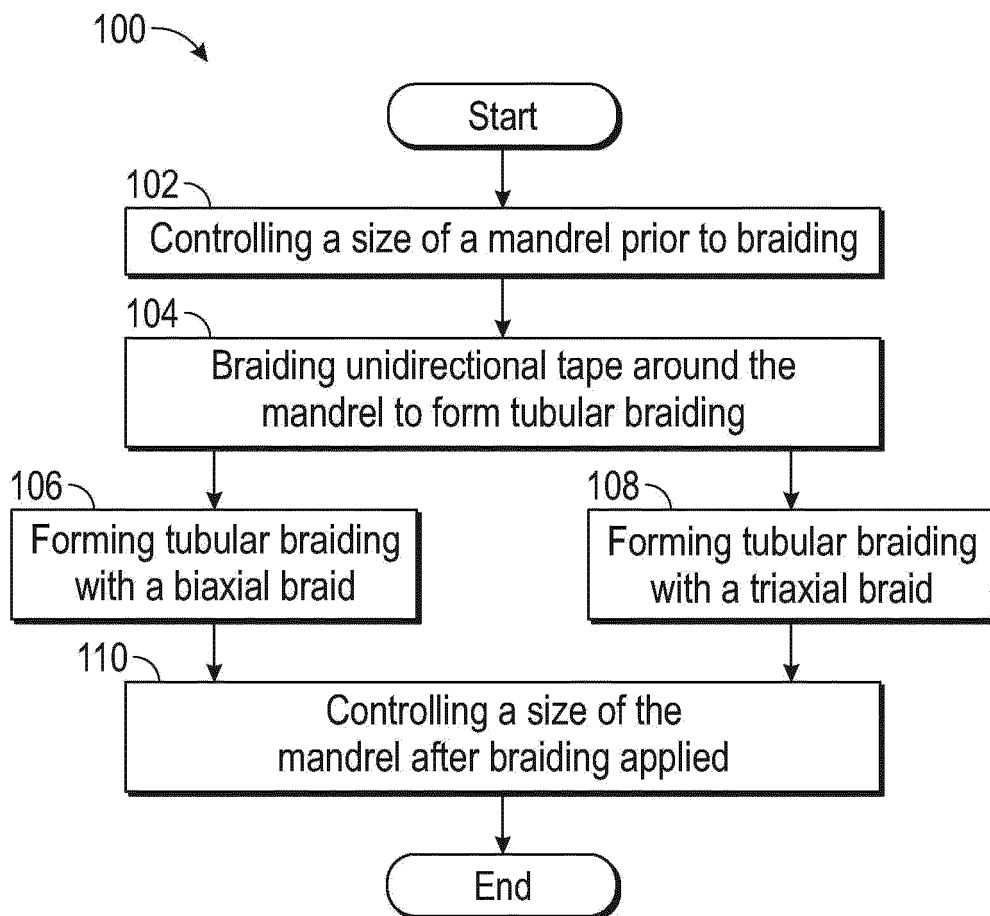 100
Start
102
Controlling a size of a mandrel prior to braiding
104
Braiding unidirectional tape around the
mandrel to form tubular braiding
106
Forming tubular braiding
with a biaxial braid
108
Forming tubular braiding
with a triaxial braid
110
Controlling a size of the
mandrel after braiding applied
End